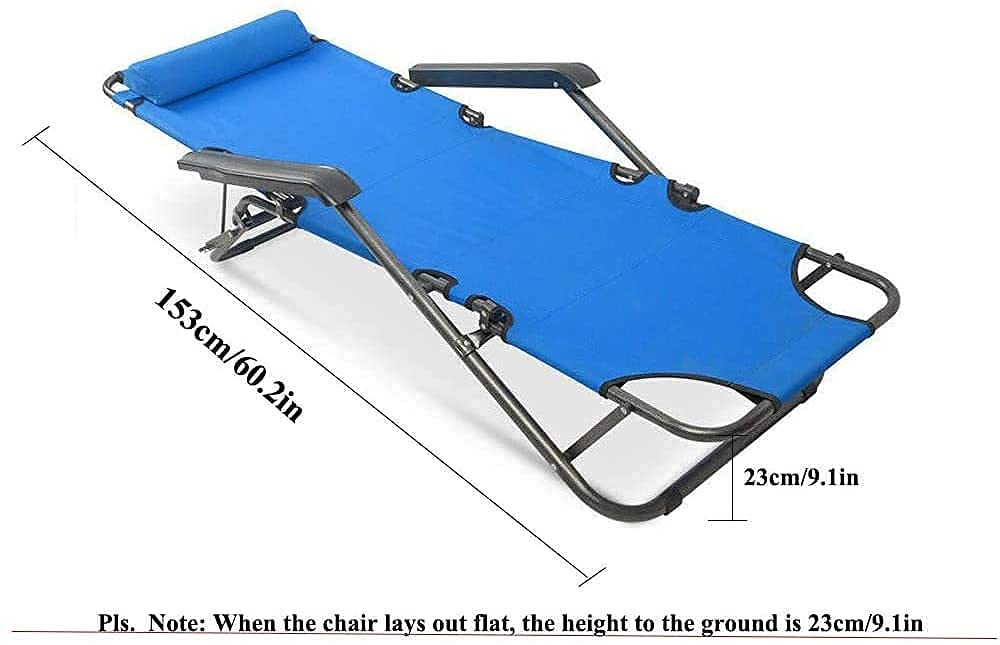 153cm/60.2in
23cm/9.1in
Pls. Note: When the chair lays out flat, the height to the ground is 23cm/9.1in